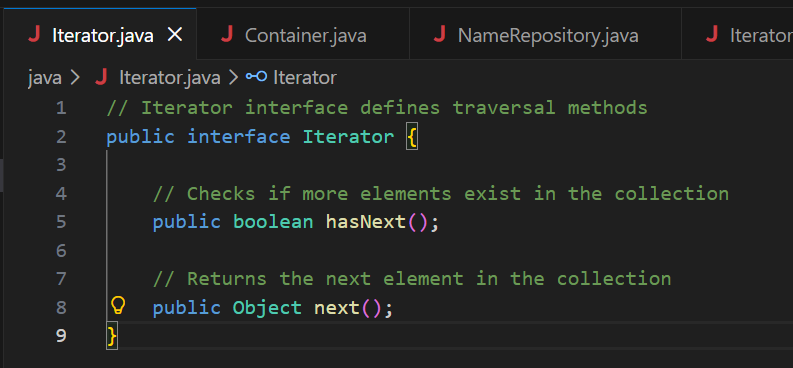 Iterator.java
Container.java
NameRepository.java
Iterator
java > Iterator.java > Iterator
1 // Iterator interface defines traversal methods
2 public interface Iterator {
3
4 // Checks if more elements exist in the collection
5 public boolean hasNext();
6
7 // Returns the next element in the collection
8 public Object next();
9 }